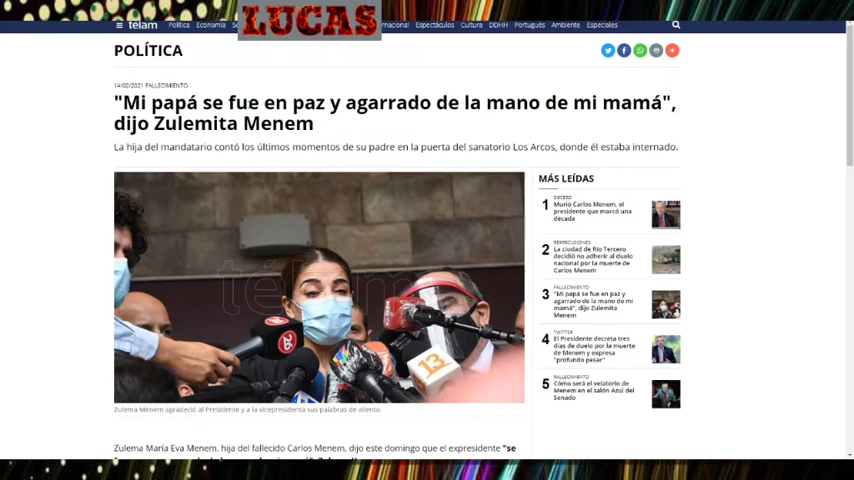 LUCAS
télam
Política Economía
nacional Espectáculos Cultura DDHH Portugués Ambiente Especiales
POLÍTICA
14/02/2021 FALLECIMIENTO
"Mi papá se fue en paz y agarrado de la mano de mi mamá",
dijo Zulemita Menem
La hija del mandatario contó los últimos momentos de su padre en la puerta del sanatorio Los Arcos, donde él estaba internado.
télam
26
13
Zulema Menem agradeció al Presidente y a la vicepresidenta sus palabras de aliento.
Zulema María Eva Menem, hija del fallecido Carlos Menem, dijo este domingo que el expresidente "se
MÁS LEÍDAS
1
DECESO
Murió Carlos Menem, el
presidente que marcó una
década
2
REPERCUSIONES
La ciudad de Río Tercero
decidió no adherir al duelo
nacional por la muerte de
Carlos Menem
3
FALLECIMIENTO
"Mi papá se fue en paz y
agarrado de la mano de mi
mamá", dijo Zulemita
Menem
4
TWITTER
El Presidente decreta tres
días de duelo por la muerte
de Menem y expresa
"profundo pesar"
5
FALLECIMIENTO
Cómo será el velatorio de
Menem en el salón Azul del
Senado